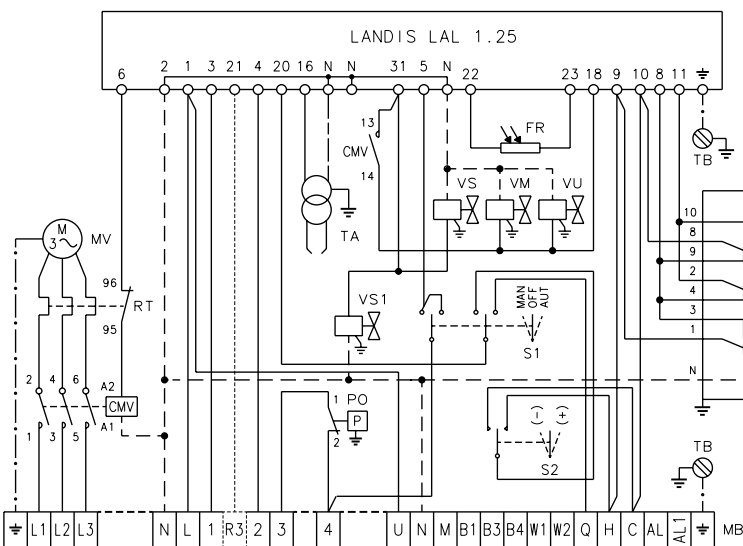 LANDIS LAL 1.25
6 2 1 3 21 4 20 16 N N 31 5 N 22 23 18 9 10 8 11
13
CMV
14
FR
TB
VS VM VU
TA
M
3
MV
10
8
9
2
4
3
1
N
96
RT
95
VS1
MAN
OFF
AUT
S1
2 4 6 A2
CMV
A1
1 3 5
1 PO
P
2
(-) (+)
S2
TB
L1 L2 L3 N L 1 R3 2 3 4 U N M B1 B3 B4 W1 W2 Q H C AL AL1 MB